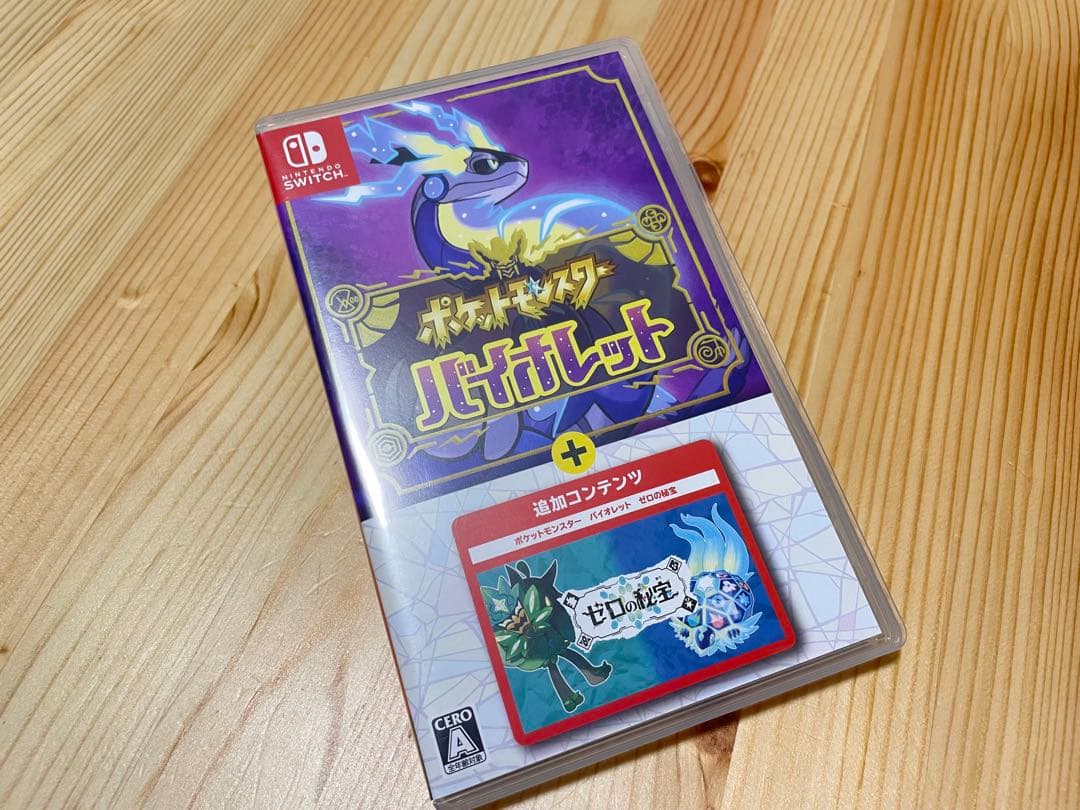 NINTENDO
SWITCH™
ポケットモンスター
バイオレット
+
追加コンテンツ
ポケットモンスター バイオレット ゼロの秘宝
ゼロの秘宝
CERO
A
全年齢対象